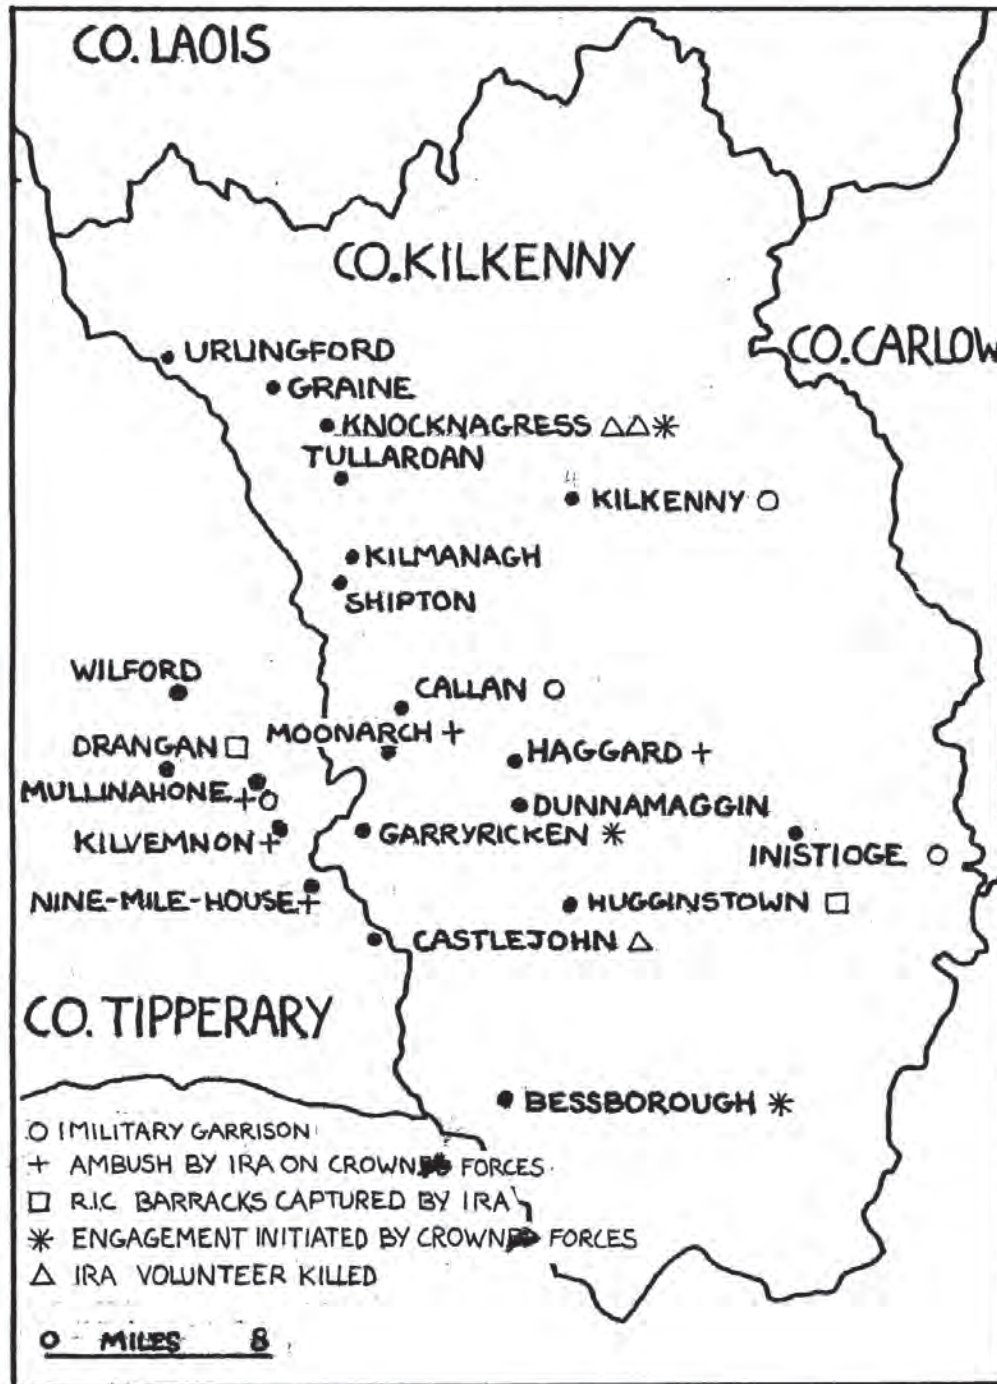 CO. LAOIS
CO. KILKENNY
CO. CARLOW
URLINGFORD
GRAINE
KNOCKNAGRESS △△*
TULLAROAN
4
KILKENNY ○
KILMANAGH
SHIPTON
WILFORD
CALLAN ○
MOONARCH +
DRANGAN □
HAGGARD +
MULLINAHONE + ○
DUNNAMAGGIN
KILVEMNON +
GARRYRICKEN *
INISTIOGE ○
NINE-MILE-HOUSE +
HUGGINSTOWN □
CASTLEJOHN △
CO. TIPPERARY
BESSBOROUGH *
○ MILITARY GARRISON
+ AMBUSH BY IRA ON CROWN FORCES
□ R.I.C BARRACKS CAPTURED BY IRA
* ENGAGEMENT INITIATED BY CROWN FORCES
△ IRA VOLUNTEER KILLED
0 MILES 8